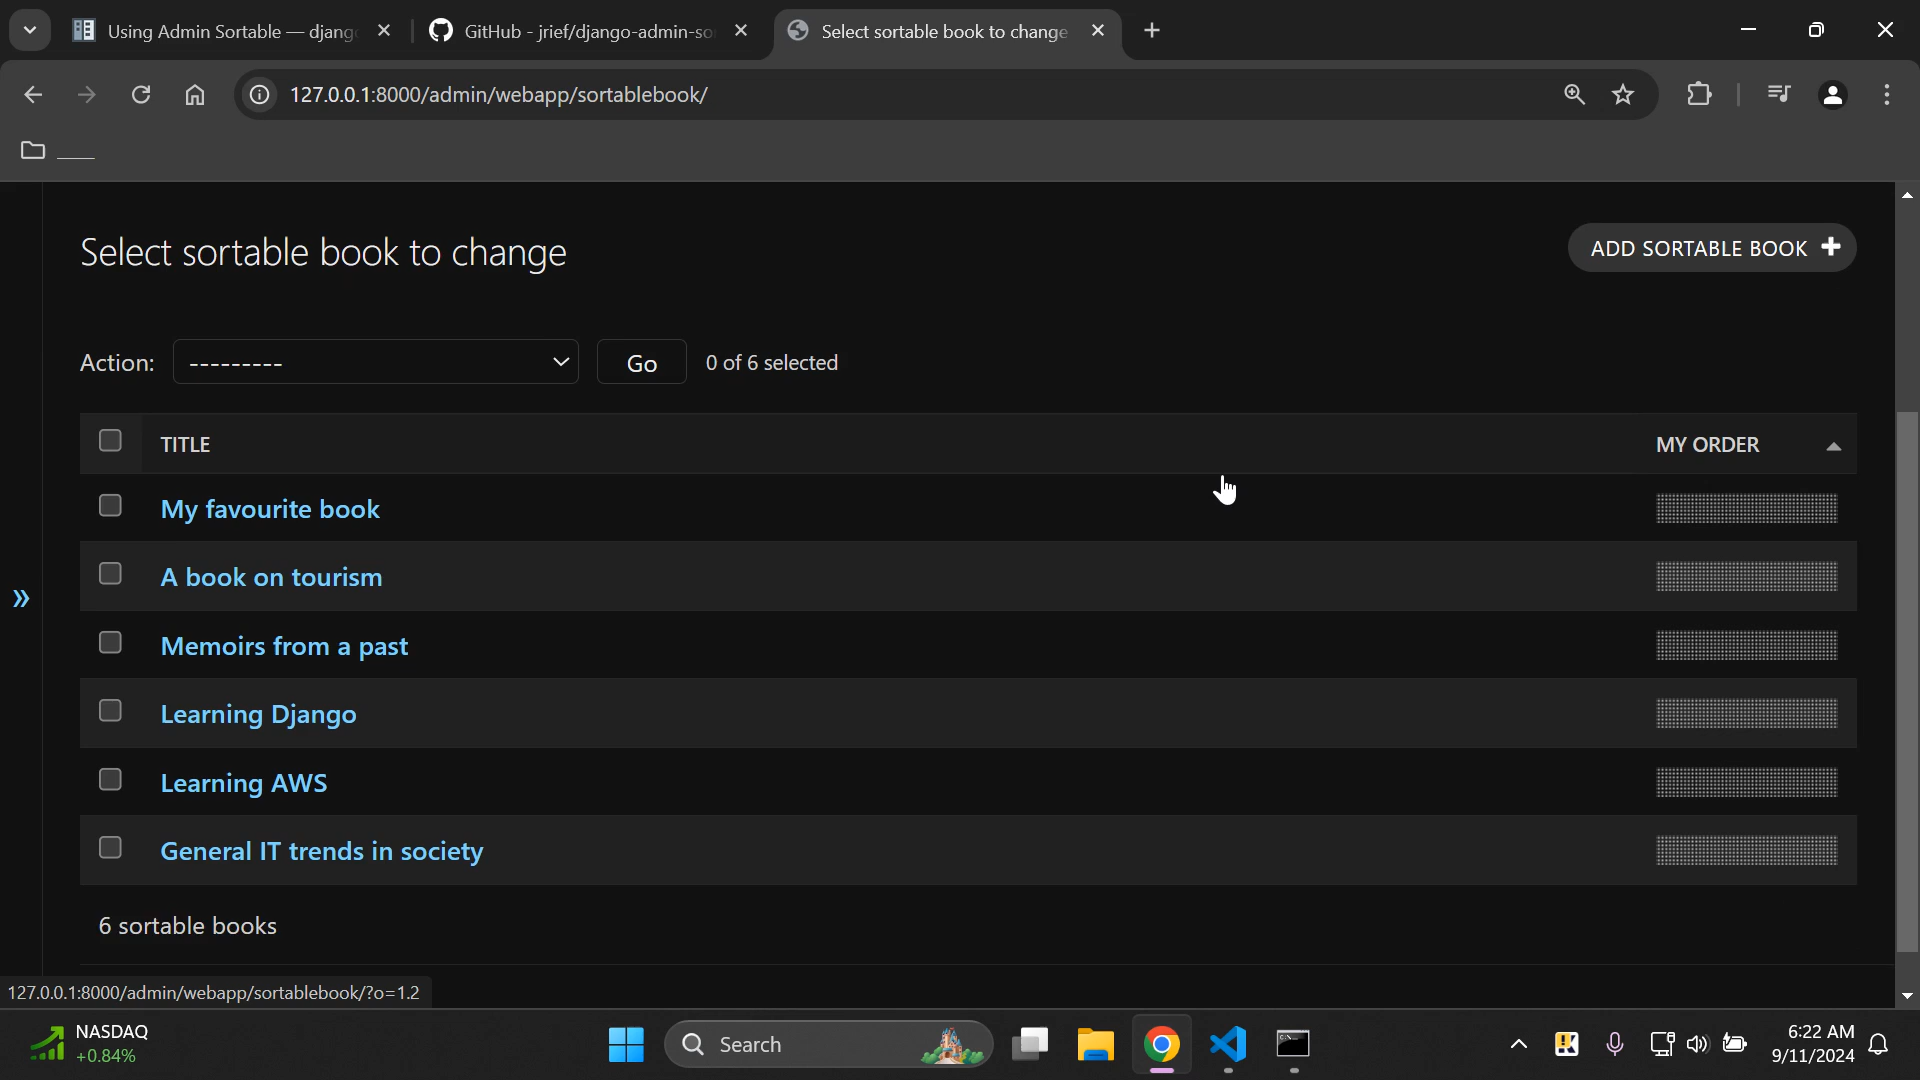 Using Admin Sortable — djang
GitHub - jrief/django-admin-so
Select sortable book to change
127.0.0.1:8000/admin/webapp/sortablebook/
Select sortable book to change
ADD SORTABLE BOOK +
Action:
---------
Go
0 of 6 selected
TITLE
MY ORDER
My favourite book
A book on tourism
Memoirs from a past
Learning Django
Learning AWS
General IT trends in society
6 sortable books
127.0.0.1:8000/admin/webapp/sortablebook/?o=1.2
NASDAQ
+0.84%
Search
6:22 AM
9/11/2024